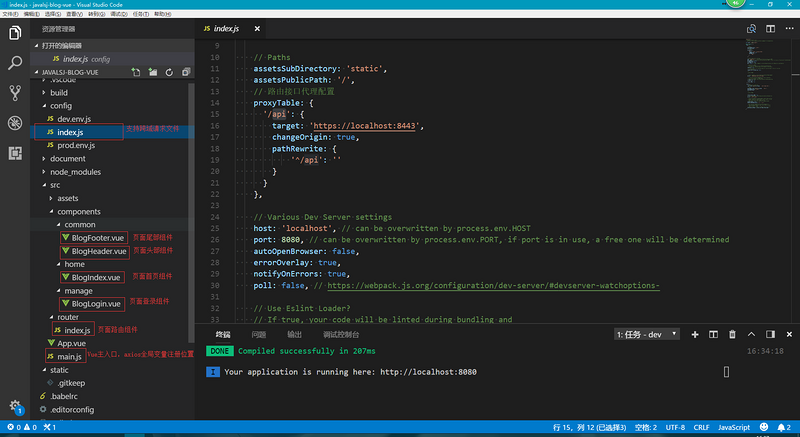 index.js - javalsj-blog-vue - Visual Studio Code
46
文件(F) 编辑(E) 选择(S) 查看(V) 转到(G) 调试(D) 任务(T) 帮助(H)
资源管理器
打开的编辑器
index.js config
JAVALSJ-BLOG-VUE
.vscode
build
config
dev.env.js
index.js 支持跨域请求文件
prod.env.js
document
node_modules
src
assets
components
common
BlogFooter.vue 页面尾部组件
BlogHeader.vue 页面头部组件
home
BlogIndex.vue 页面首页组件
manage
BlogLogin.vue 页面登录组件
router
index.js 页面路由组件
App.vue
main.js Vue主入口，axios全局变量注册位置
static
.gitkeep
.babelrc
.editorconfig
index.js
9
10 // Paths
11 assetsSubDirectory: 'static',
12 assetsPublicPath: '/',
13 // 路由接口代理配置
14 proxyTable: {
15 '/api': {
16 target: 'https://localhost:8443',
17 changeOrigin: true,
18 pathRewrite: {
19 '^/api': ''
20 }
21 }
22 },
23
24 // Various Dev Server settings
25 host: 'localhost', // can be overwritten by process.env.HOST
26 port: 8080, // can be overwritten by process.env.PORT, if port is in use, a free one will be determined
27 autoOpenBrowser: false,
28 errorOverlay: true,
29 notifyOnErrors: true,
30 poll: false, // https://webpack.js.org/configuration/dev-server/#devserver-watchoptions-
31
32 // Use Eslint Loader?
33 // If true, your code will be linted during bundling and
终端 问题 输出 调试控制台 1: 任务 - dev
DONE Compiled successfully in 207ms 16:34:18
I Your application is running here: http://localhost:8080
1
0 0 1 行 15，列 12 (已选择3) 空格: 2 UTF-8 CRLF JavaScript 2